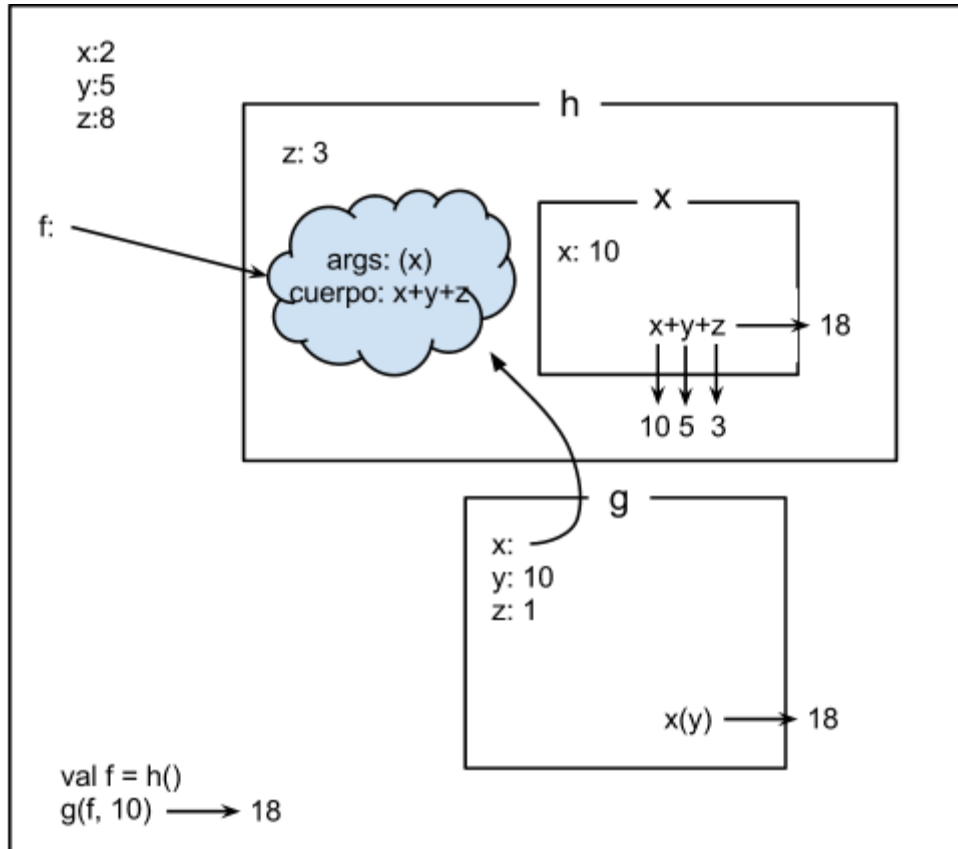 x:2
y:5
z:8
h
z: 3
x
f:
args: (x)
cuerpo: x+y+z
x: 10
x+y+z
18
10 5 3
g
x:
y: 10
z: 1
x(y)
18
val f = h()
g(f, 10)
18